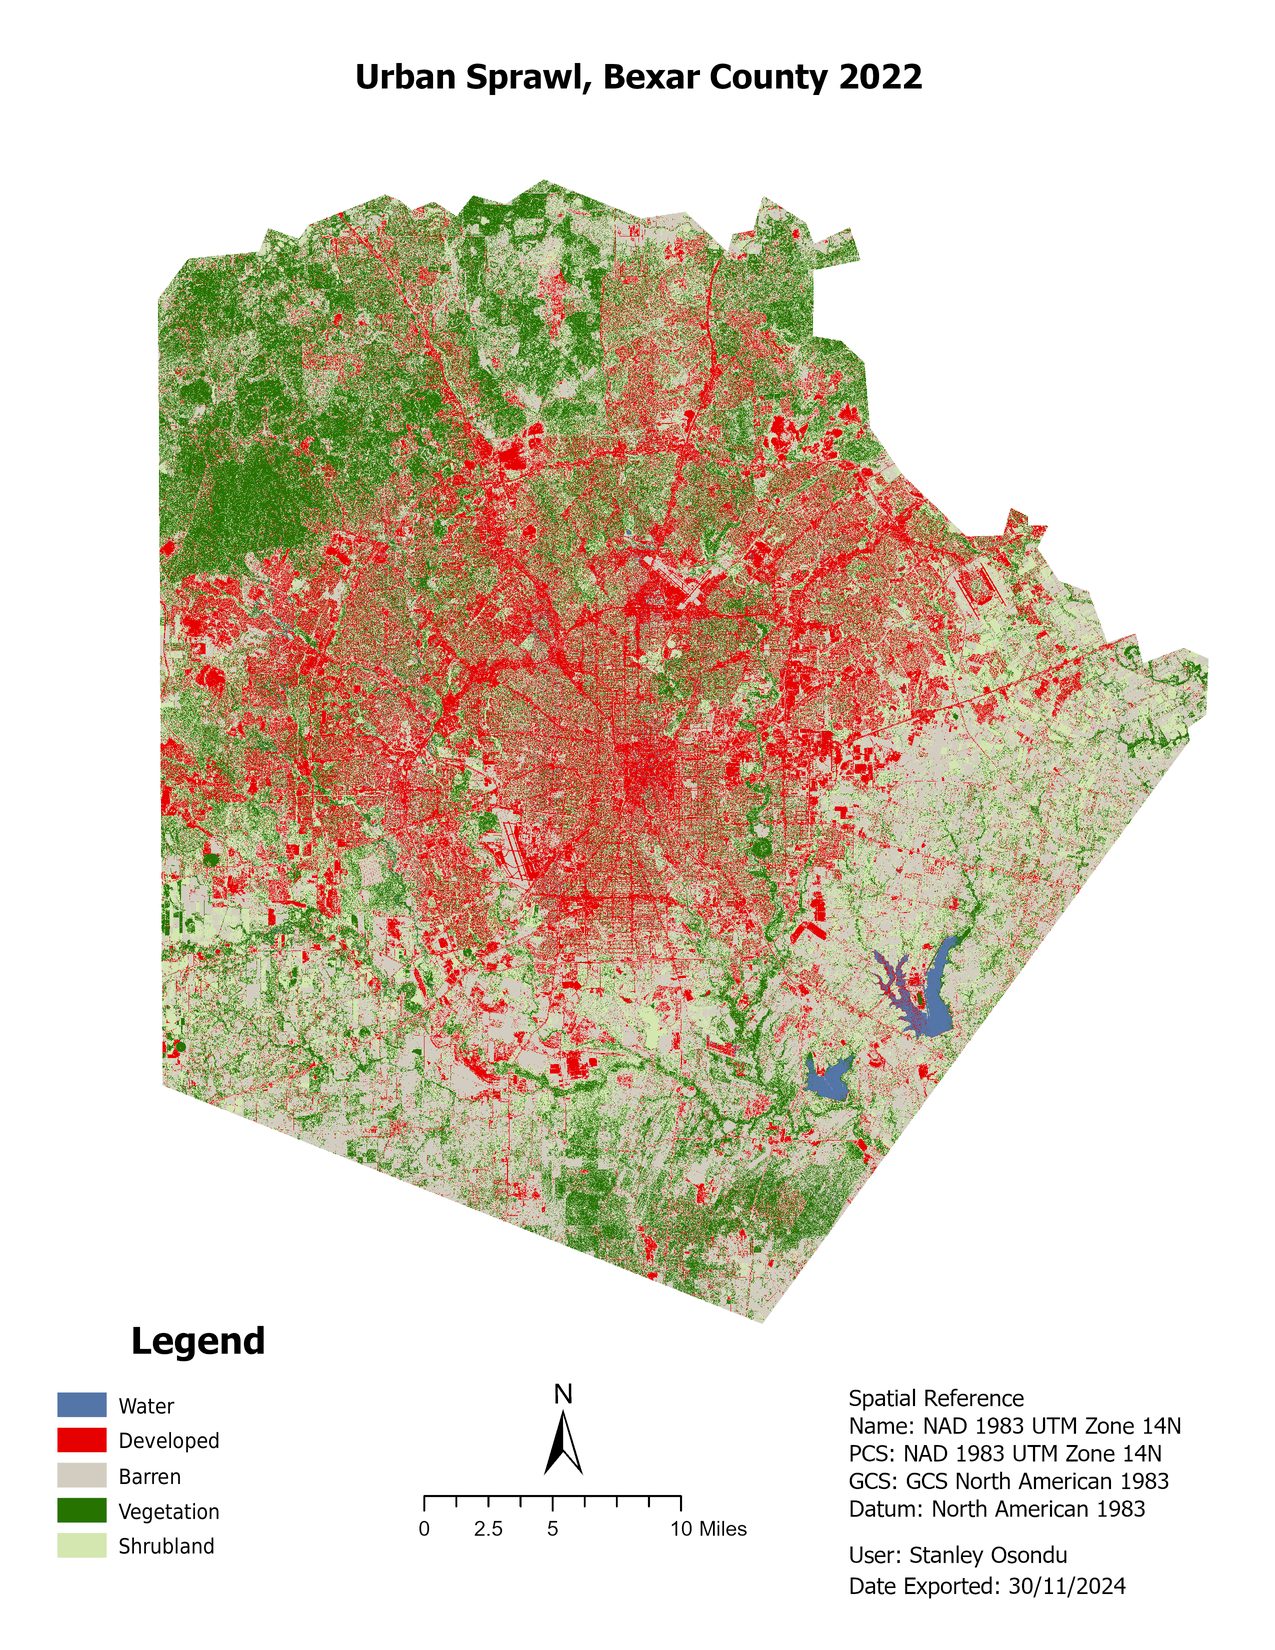 Urban Sprawl, Bexar County 2022
Legend
Water
Developed
Barren
Vegetation
Shrubland
N
0 2.5 5 10 Miles
Spatial Reference
Name: NAD 1983 UTM Zone 14N
PCS: NAD 1983 UTM Zone 14N
GCS: GCS North American 1983
Datum: North American 1983
User: Stanley Osondu
Date Exported: 30/11/2024